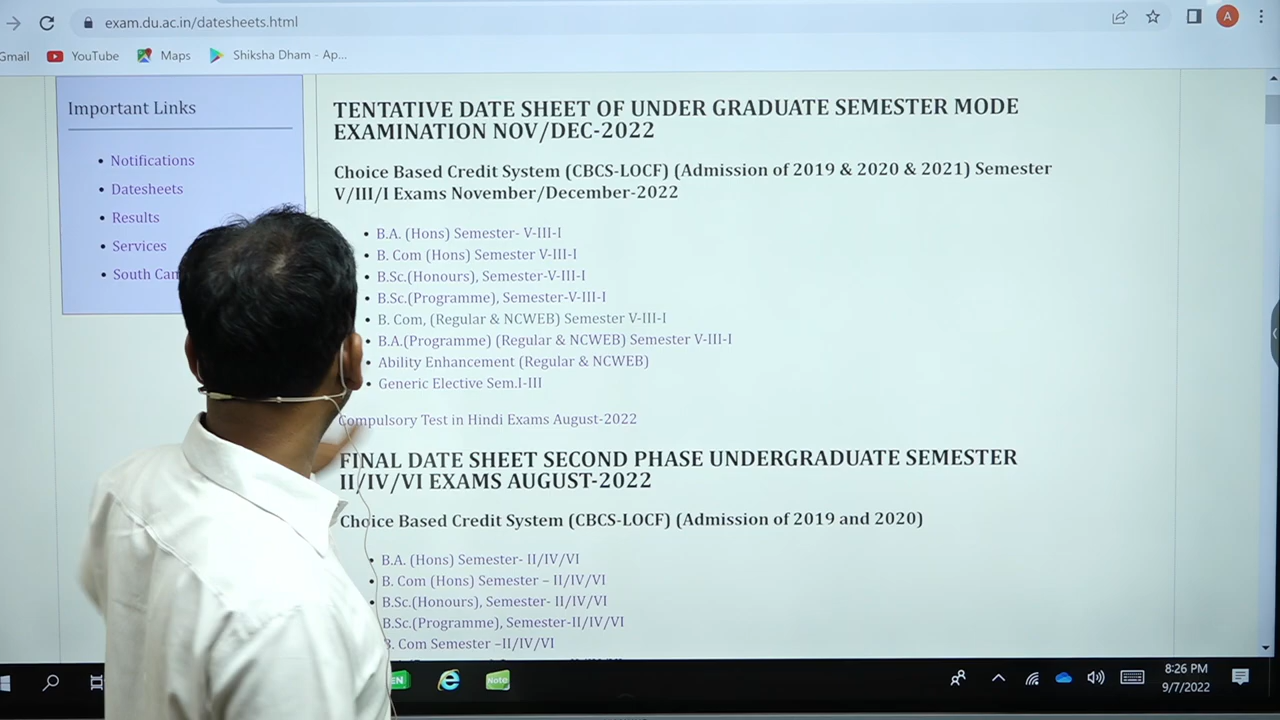 exam.du.ac.in/datesheets.html
A
Gmail
YouTube
Maps
Shiksha Dham - Ap...
Important Links
• Notifications
• Datesheets
• Results
• Services
• South Cam
TENTATIVE DATE SHEET OF UNDER GRADUATE SEMESTER MODE
EXAMINATION NOV/DEC-2022
Choice Based Credit System (CBCS-LOCF) (Admission of 2019 & 2020 & 2021) Semester
V/III/I Exams November/December-2022
• B.A. (Hons) Semester- V-III-I
• B. Com (Hons) Semester V-III-I
• B.Sc.(Honours), Semester-V-III-I
• B.Sc.(Programme), Semester-V-III-I
• B. Com, (Regular & NCWEB) Semester V-III-I
• B.A.(Programme) (Regular & NCWEB) Semester V-III-I
• Ability Enhancement (Regular & NCWEB)
• Generic Elective Sem.I-III
Compulsory Test in Hindi Exams August-2022
FINAL DATE SHEET SECOND PHASE UNDERGRADUATE SEMESTER
II/IV/VI EXAMS AUGUST-2022
Choice Based Credit System (CBCS-LOCF) (Admission of 2019 and 2020)
• B.A. (Hons) Semester- II/IV/VI
• B. Com (Hons) Semester – II/IV/VI
• B.Sc.(Honours), Semester- II/IV/VI
B.Sc.(Programme), Semester-II/IV/VI
B. Com Semester –II/IV/VI
EN
Note
8:26 PM
9/7/2022